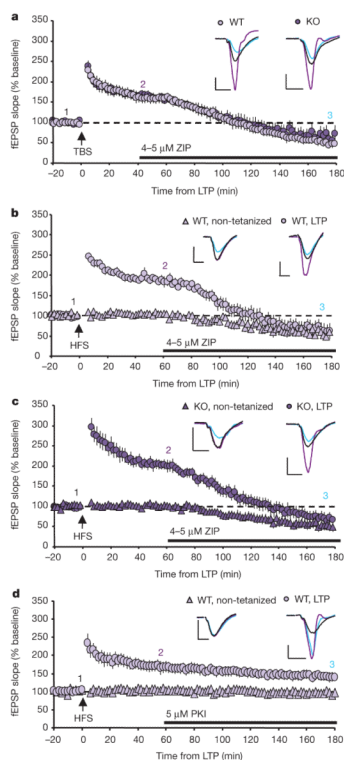 a
WT KO
fEPSP slope (% baseline)
350
300
250
200
150
100
50
0
1
2
3
TBS
4–5 μM ZIP
–20 0 20 40 60 80 100 120 140 160 180
Time from LTP (min)
b
WT, non-tetanized WT, LTP
fEPSP slope (% baseline)
350
300
250
200
150
100
50
0
1
2
3
HFS
4–5 μM ZIP
–20 0 20 40 60 80 100 120 140 160 180
Time from LTP (min)
c
KO, non-tetanized KO, LTP
fEPSP slope (% baseline)
350
300
250
200
150
100
50
0
1
2
3
HFS
4–5 μM ZIP
–20 0 20 40 60 80 100 120 140 160 180
Time from LTP (min)
d
WT, non-tetanized WT, LTP
fEPSP slope (% baseline)
350
300
250
200
150
100
50
0
1
2
3
HFS
5 μM PKI
–20 0 20 40 60 80 100 120 140 160 180
Time from LTP (min)